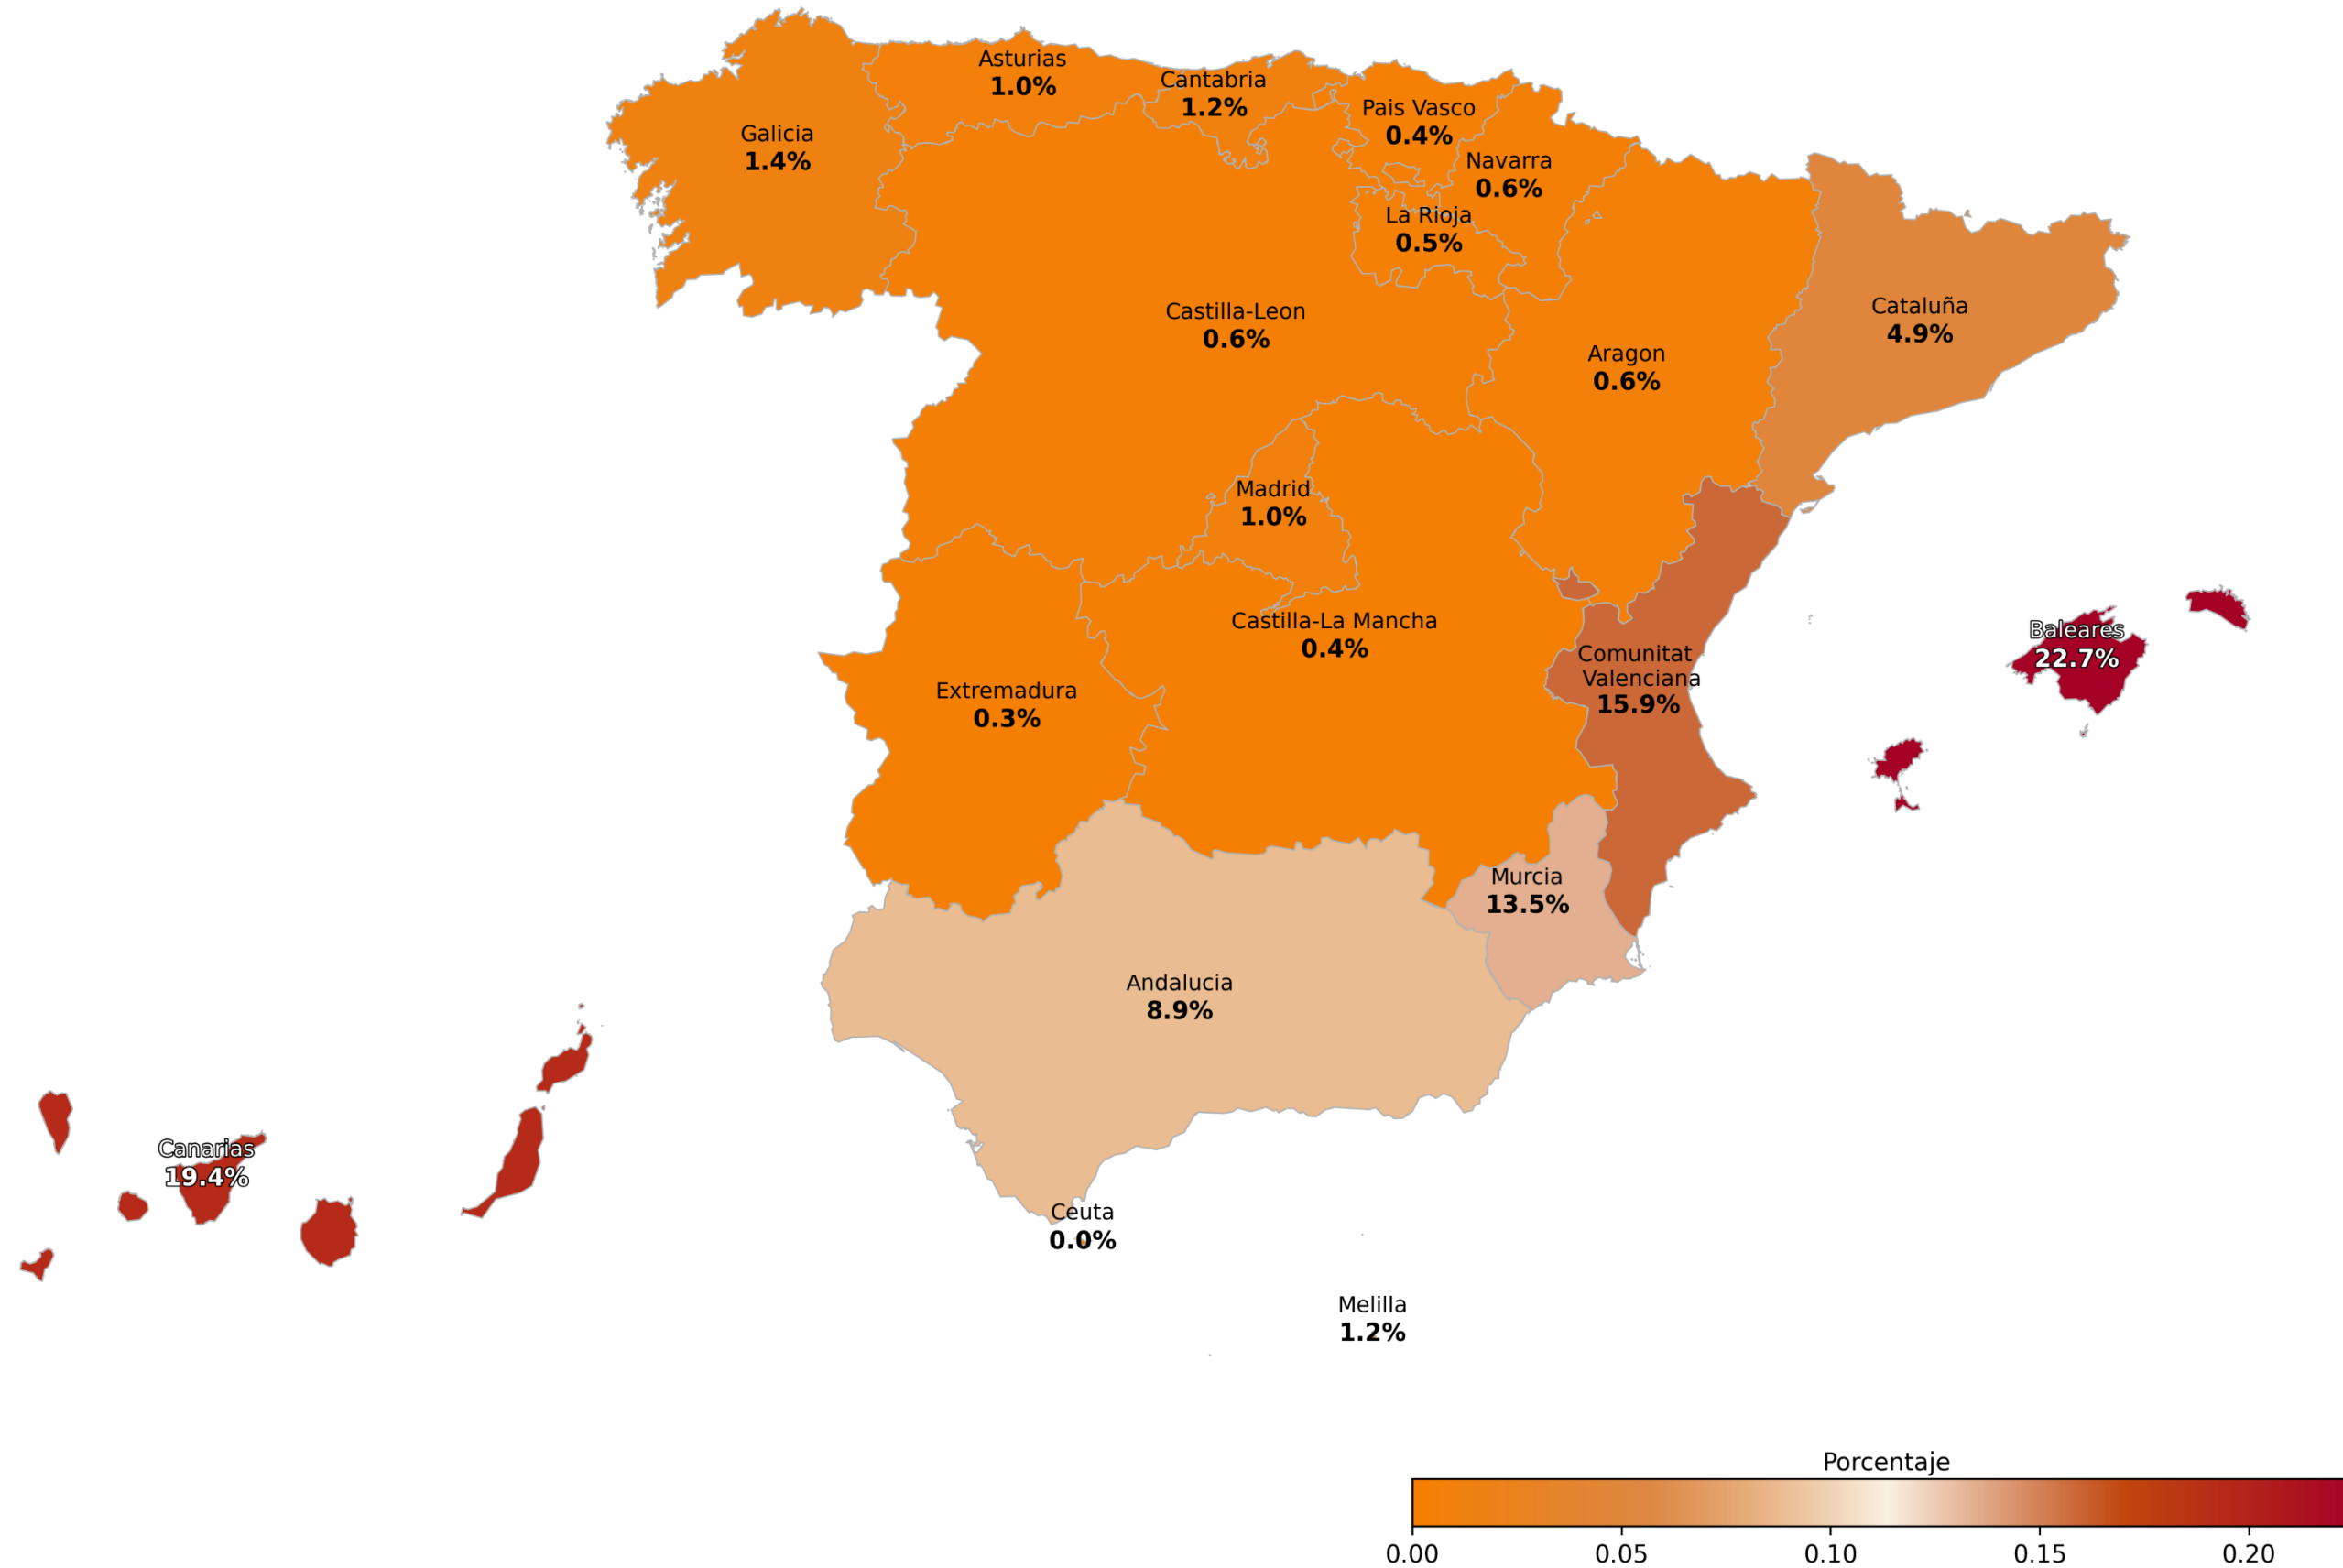 Asturias
1.0%
Cantabria
1.2%
Pais Vasco
0.4%
Galicia
1.4%
Navarra
0.6%
La Rioja
0.5%
Castilla-Leon
0.6%
Cataluña
4.9%
Aragon
0.6%
Madrid
1.0%
Castilla-La Mancha
0.4%
Baleares
22.7%
Comunitat
Valenciana
15.9%
Extremadura
0.3%
Murcia
13.5%
Andalucia
8.9%
Canarias
19.4%
Ceuta
0.0%
Melilla
1.2%
Porcentaje
0.00 0.05 0.10 0.15 0.20